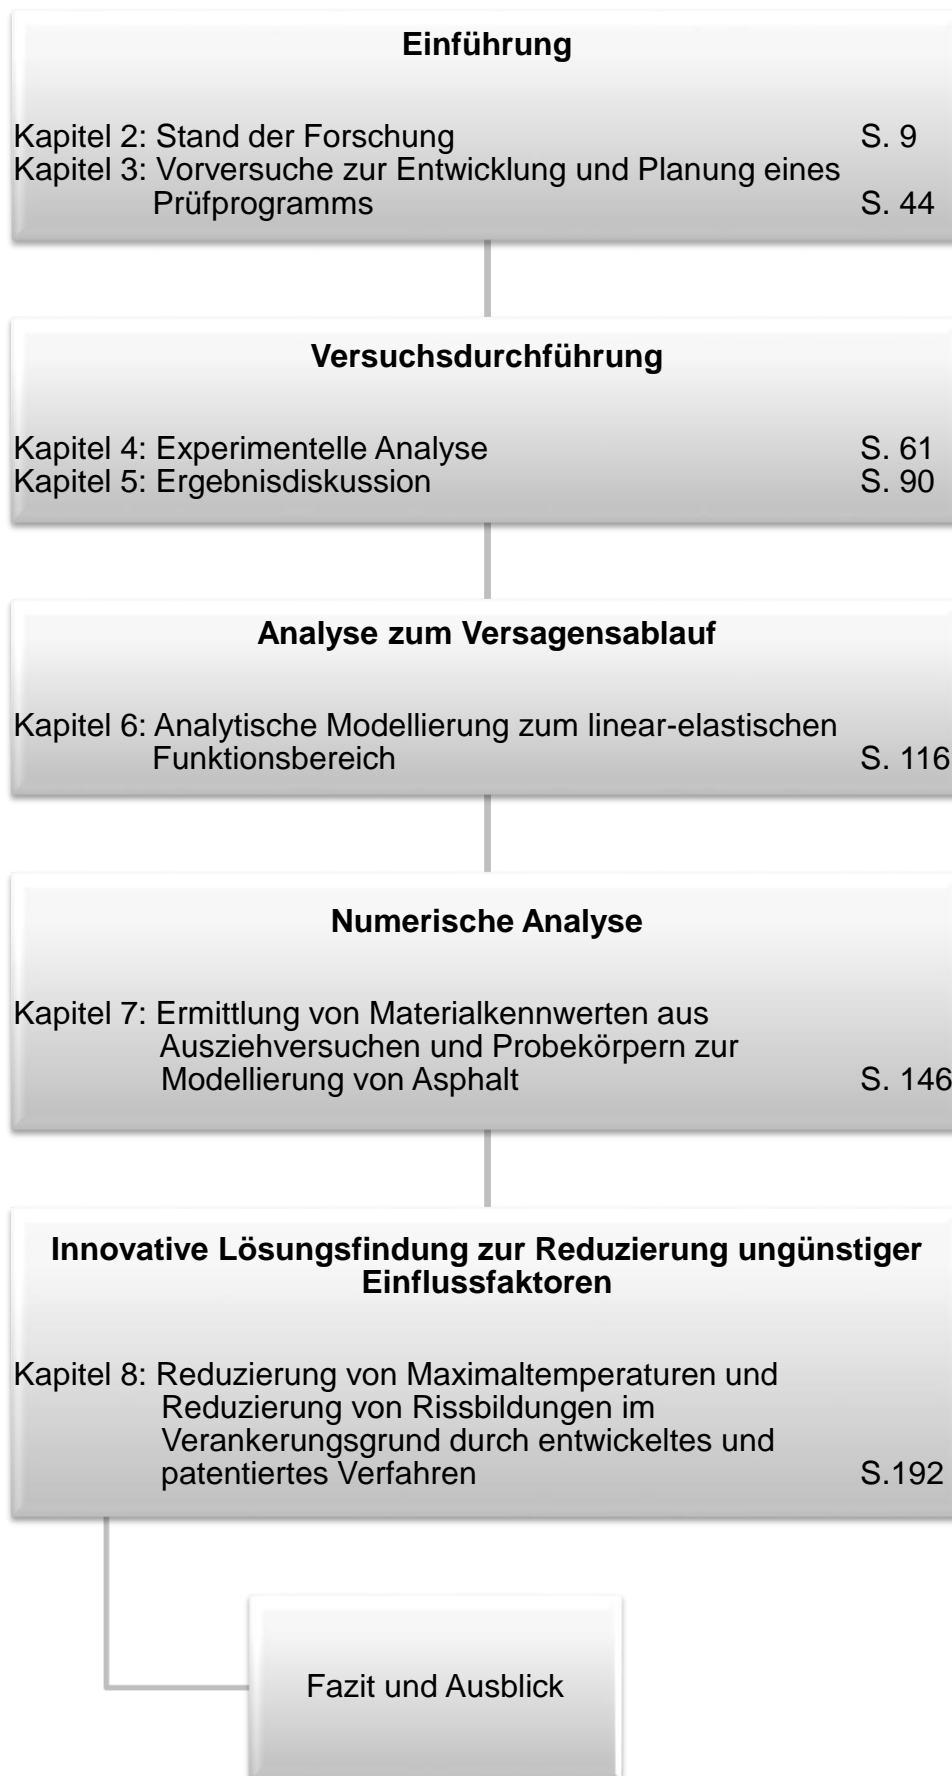 Einführung
Kapitel 2: Stand der Forschung S. 9
Kapitel 3: Vorversuche zur Entwicklung und Planung eines
Prüfprogramms S. 44
Versuchsdurchführung
Kapitel 4: Experimentelle Analyse S. 61
Kapitel 5: Ergebnisdiskussion S. 90
Analyse zum Versagensablauf
Kapitel 6: Analytische Modellierung zum linear-elastischen
Funktionsbereich S. 116
Numerische Analyse
Kapitel 7: Ermittlung von Materialkennwerten aus
Ausziehversuchen und Probekörpern zur
Modellierung von Asphalt S. 146
Innovative Lösungsfindung zur Reduzierung ungünstiger
Einflussfaktoren
Kapitel 8: Reduzierung von Maximaltemperaturen und
Reduzierung von Rissbildungen im
Verankerungsgrund durch entwickeltes und
patentiertes Verfahren S.192
Fazit und Ausblick